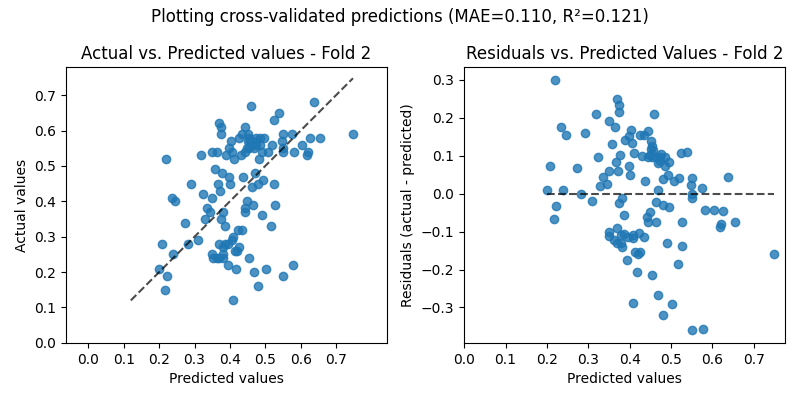 Plotting cross-validated predictions (MAE=0.110, R²=0.121)
Actual vs. Predicted values - Fold 2
Actual values
0.7
0.6
0.5
0.4
0.3
0.2
0.1
0.0
0.0 0.1 0.2 0.3 0.4 0.5 0.6 0.7
Predicted values
Residuals vs. Predicted Values - Fold 2
Residuals (actual - predicted)
0.3
0.2
0.1
0.0
−0.1
−0.2
−0.3
0.0 0.1 0.2 0.3 0.4 0.5 0.6 0.7
Predicted values